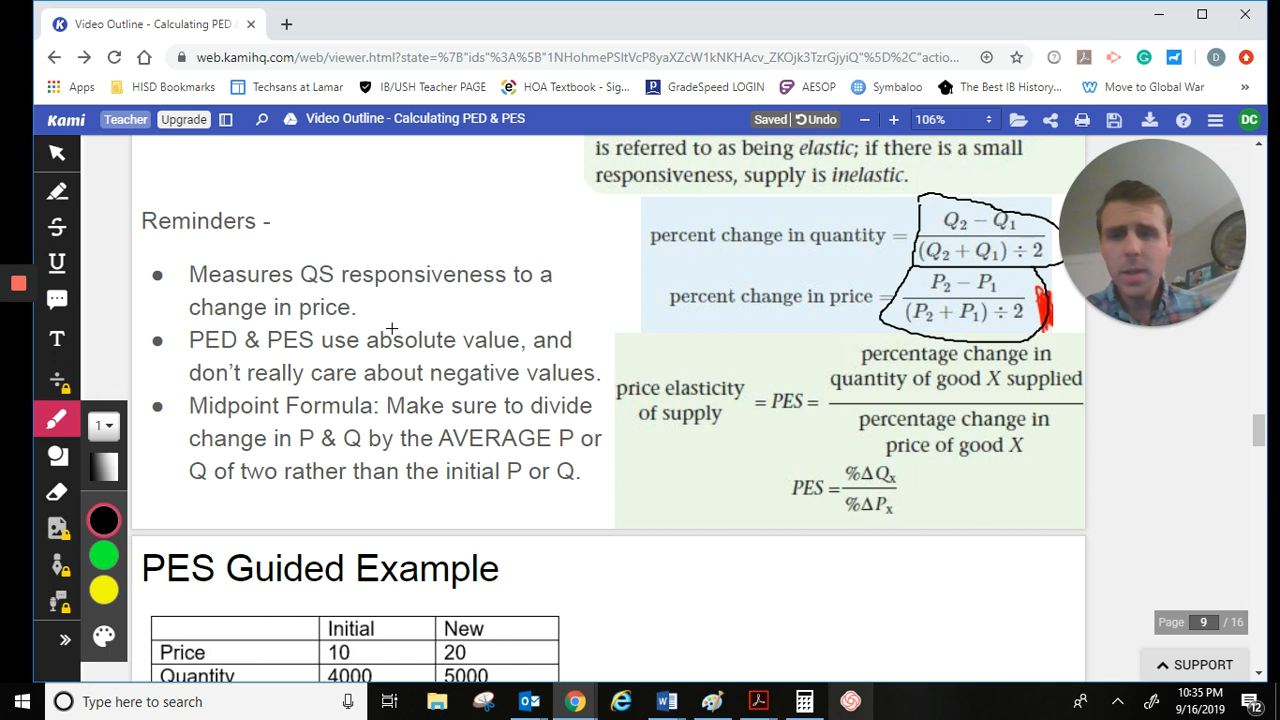 Video Outline - Calculating PED &
web.kamihq.com/web/viewer.html?state=%7B"ids"%3A%5B"1NHohmePSltVcP8yaXZcW1kNKHAcv_ZKOjk3TzrGjyiQ"%5D%2C"actio...
Apps HISD Bookmarks Techsans at Lamar IB/USH Teacher PAGE HOA Textbook - Sig... GradeSpeed LOGIN AESOP Symbaloo The Best IB History... Move to Global War »
Kami Teacher Upgrade Video Outline - Calculating PED & PES Saved Undo 106% DC
is referred to as being elastic; if there is a small
responsiveness, supply is inelastic.
Reminders -
● Measures QS responsiveness to a
change in price.
● PED & PES use absolute value, and
don't really care about negative values.
● Midpoint Formula: Make sure to divide
change in P & Q by the AVERAGE P or
Q of two rather than the initial P or Q.
percent change in quantity = Q₂ − Q₁
(Q₂ + Q₁) ÷ 2
percent change in price = P₂ − P₁
(P₂ + P₁) ÷ 2
price elasticity
of supply
= PES =
percentage change in
quantity of good X supplied
percentage change in
price of good X
PES = %ΔQx
%ΔPx
1
PES Guided Example
Initial New
Price 10 20
Quantity 4000 5000
Page 9 / 16
SUPPORT
Type here to search
10:35 PM
9/16/2019
12